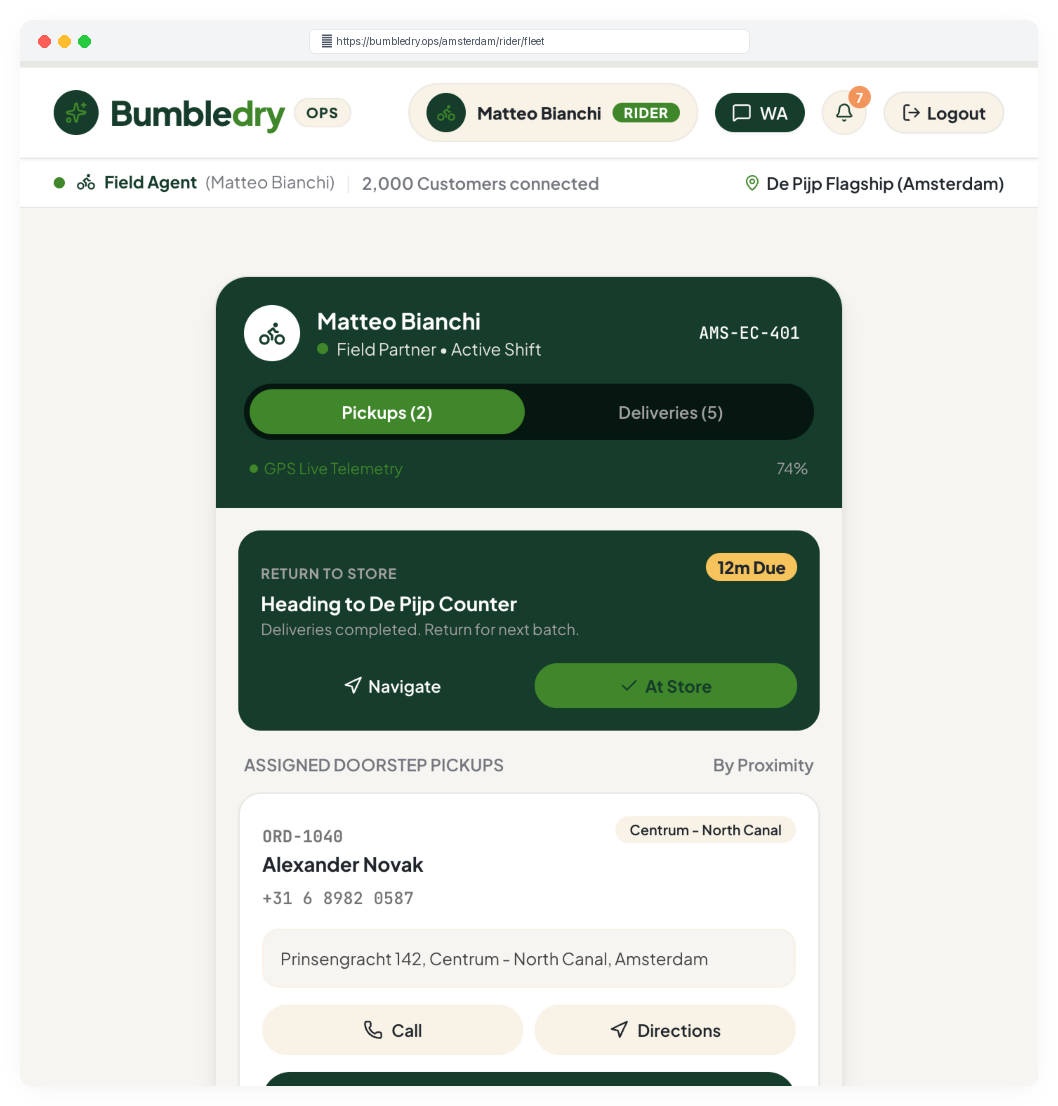 https://bumbledry.ops/amsterdam/rider/fleet
Bumbledry OPS
Matteo Bianchi RIDER
WA
7
Logout
Field Agent (Matteo Bianchi) 2,000 Customers connected
De Pijp Flagship (Amsterdam)
Matteo Bianchi
Field Partner • Active Shift
AMS-EC-401
Pickups (2)
Deliveries (5)
GPS Live Telemetry
74%
RETURN TO STORE
12m Due
Heading to De Pijp Counter
Deliveries completed. Return for next batch.
Navigate
At Store
ASSIGNED DOORSTEP PICKUPS
By Proximity
ORD-1040
Centrum - North Canal
Alexander Novak
+31 6 8982 0587
Prinsengracht 142, Centrum - North Canal, Amsterdam
Call
Directions